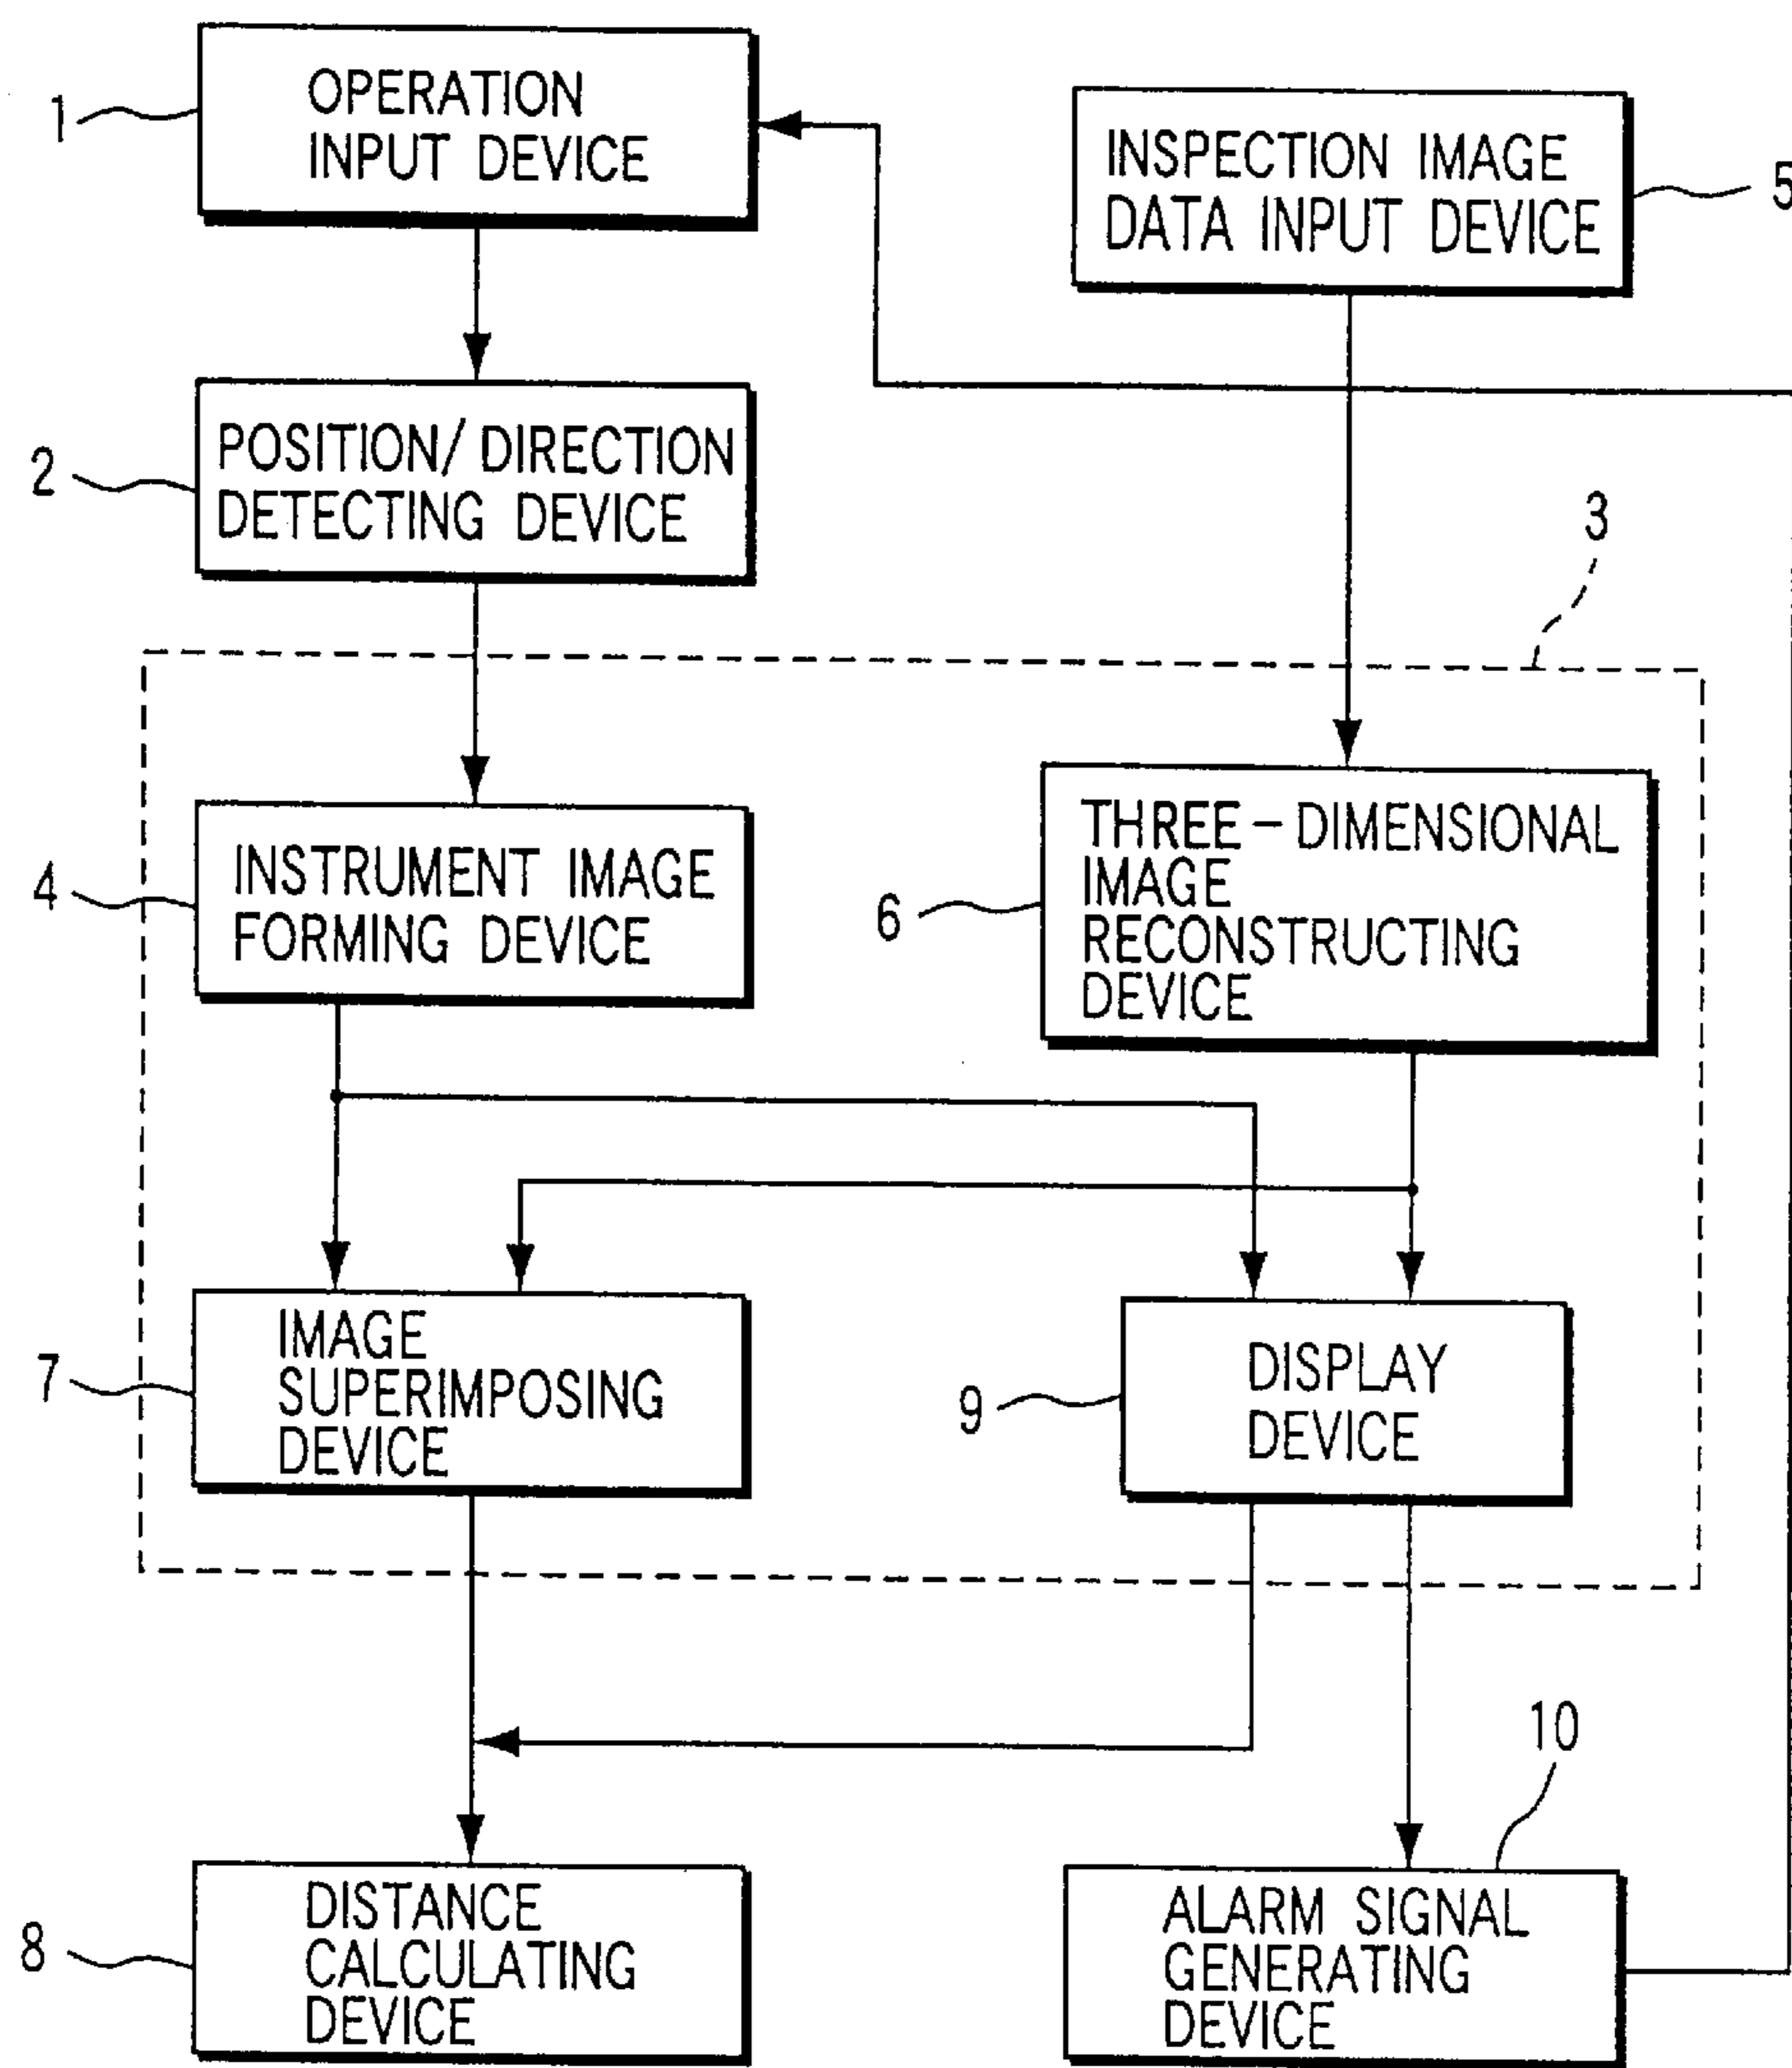 1
OPERATION
INPUT DEVICE
INSPECTION IMAGE
DATA INPUT DEVICE
5
2
POSITION/DIRECTION
DETECTING DEVICE
3
4
INSTRUMENT IMAGE
FORMING DEVICE
6
THREE-DIMENSIONAL
IMAGE
RECONSTRUCTING
DEVICE
7
IMAGE
SUPERIMPOSING
DEVICE
9
DISPLAY
DEVICE
10
8
DISTANCE
CALCULATING
DEVICE
ALARM SIGNAL
GENERATING
DEVICE